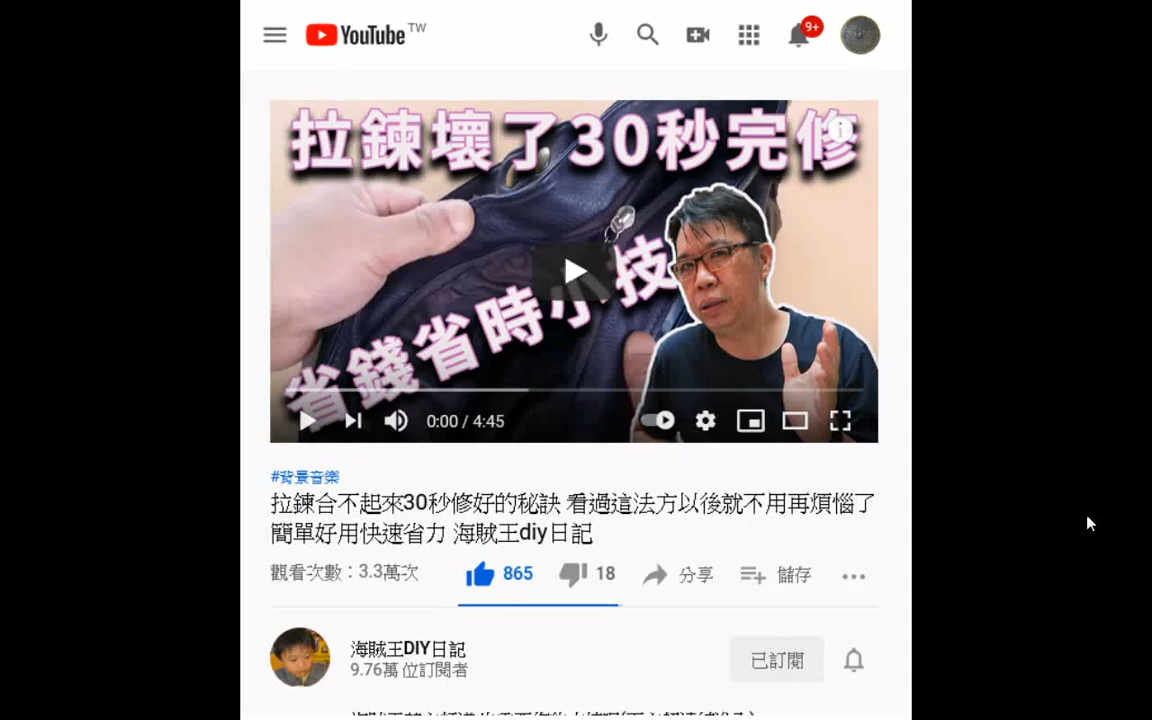 YouTube TW
9+
拉鍊壞了30秒完修
省錢省時小技
0:00 / 4:45
#背景音樂
拉鍊合不起來30秒修好的秘訣 看過這法方以後就不用再煩惱了
簡單好用快速省力 海賊王diy日記
觀看次數：3.3萬次 865 18 分享 儲存
海賊王DIY日記
9.76萬 位訂閱者
已訂閱